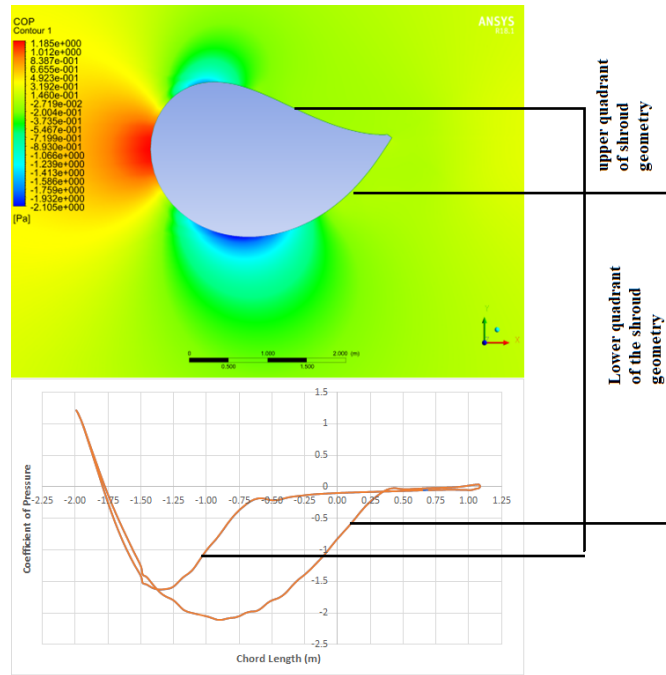 COP
Contour 1
1.185e+000
1.012e+000
8.387e-001
6.655e-001
4.923e-001
3.192e-001
1.460e-001
-2.719e-002
-2.004e-001
-3.735e-001
-5.467e-001
-7.199e-001
-8.930e-001
-1.066e+000
-1.239e+000
-1.413e+000
-1.586e+000
-1.759e+000
-1.932e+000
-2.105e+000
[Pa]
ANSYS
Y
X
0 1.000 2.000 (m)
0.500 1.500
upper quadrant
of shroud
geometry
Lower quadrant
of the shroud
geometry
1.5
1
0.5
0
-2.25 -2.00 -1.75 -1.50 -1.25 -1.00 -0.75 -0.50 -0.25 0.00 0.25 0.50 0.75 1.00 1.25
-0.5
-1
-1.5
-2
-2.5
Coefficient of Pressure
Chord Length (m)